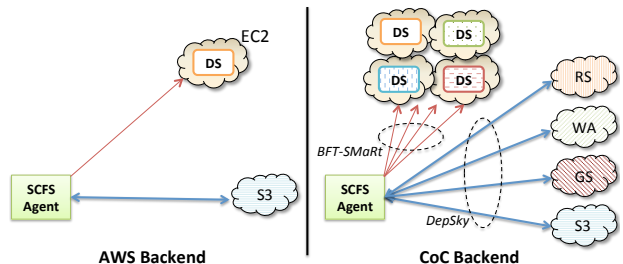 EC2
DS
SCFS
Agent
S3
AWS Backend
DS
DS
DS
DS
BFT-SMaRt
SCFS
Agent
DepSky
RS
WA
GS
S3
CoC Backend